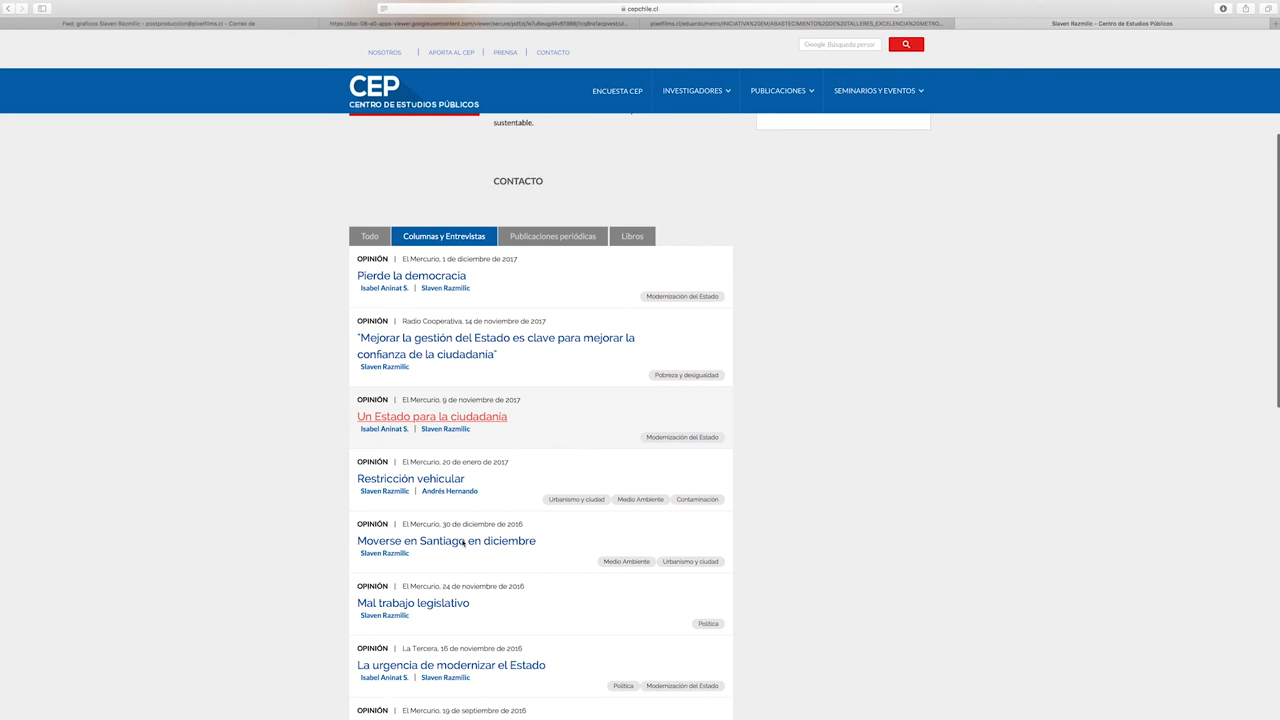 cepchile.cl
Fwd: graficos Slaven Razmilic - postproduccion@pixelfilms.cl - Correo de
Slaven Razmilic - Centro de Estudios Públicos
NOSOTROS | APORTA AL CEP | PRENSA | CONTACTO
Google Búsqueda person
CEP
CENTRO DE ESTUDIOS PÚBLICOS
ENCUESTA CEP INVESTIGADORES PUBLICACIONES SEMINARIOS Y EVENTOS
sustentable.
CONTACTO
Todo Columnas y Entrevistas Publicaciones periódicas Libros
OPINIÓN | El Mercurio, 1 de diciembre de 2017
Pierde la democracia
Isabel Aninat S. | Slaven Razmilic
Modernización del Estado
OPINIÓN | Radio Cooperativa, 14 de noviembre de 2017
"Mejorar la gestión del Estado es clave para mejorar la
confianza de la ciudadanía"
Slaven Razmilic
Pobreza y desigualdad
OPINIÓN | El Mercurio, 9 de noviembre de 2017
Un Estado para la ciudadanía
Isabel Aninat S. | Slaven Razmilic
Modernización del Estado
OPINIÓN | El Mercurio, 20 de enero de 2017
Restricción vehicular
Slaven Razmilic | Andrés Hernando
Urbanismo y ciudad Medio Ambiente Contaminación
OPINIÓN | El Mercurio, 30 de diciembre de 2016
Moverse en Santiago en diciembre
Slaven Razmilic
Medio Ambiente Urbanismo y ciudad
OPINIÓN | El Mercurio, 24 de noviembre de 2016
Mal trabajo legislativo
Slaven Razmilic
Política
OPINIÓN | La Tercera, 16 de noviembre de 2016
La urgencia de modernizar el Estado
Isabel Aninat S. | Slaven Razmilic
Política Modernización del Estado
OPINIÓN | El Mercurio, 19 de septiembre de 2016